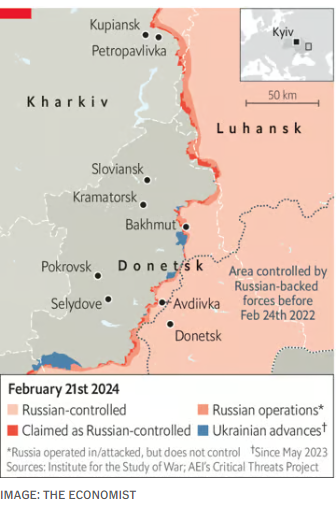 Kupiansk
Petropavlivka
Kyiv
50 km
Kharkiv
Luhansk
Sloviansk
Kramatorsk
Bakhmut
Pokrovsk
Donetsk
Selydove
Avdiivka
Donetsk
Area controlled by
Russian-backed
forces before
Feb 24th 2022
February 21st 2024
Russian-controlled
Russian operations*
Claimed as Russian-controlled
Ukrainian advances†
*Russia operated in/attacked, but does not control †Since May 2023
Sources: Institute for the Study of War; AEI's Critical Threats Project
IMAGE: THE ECONOMIST